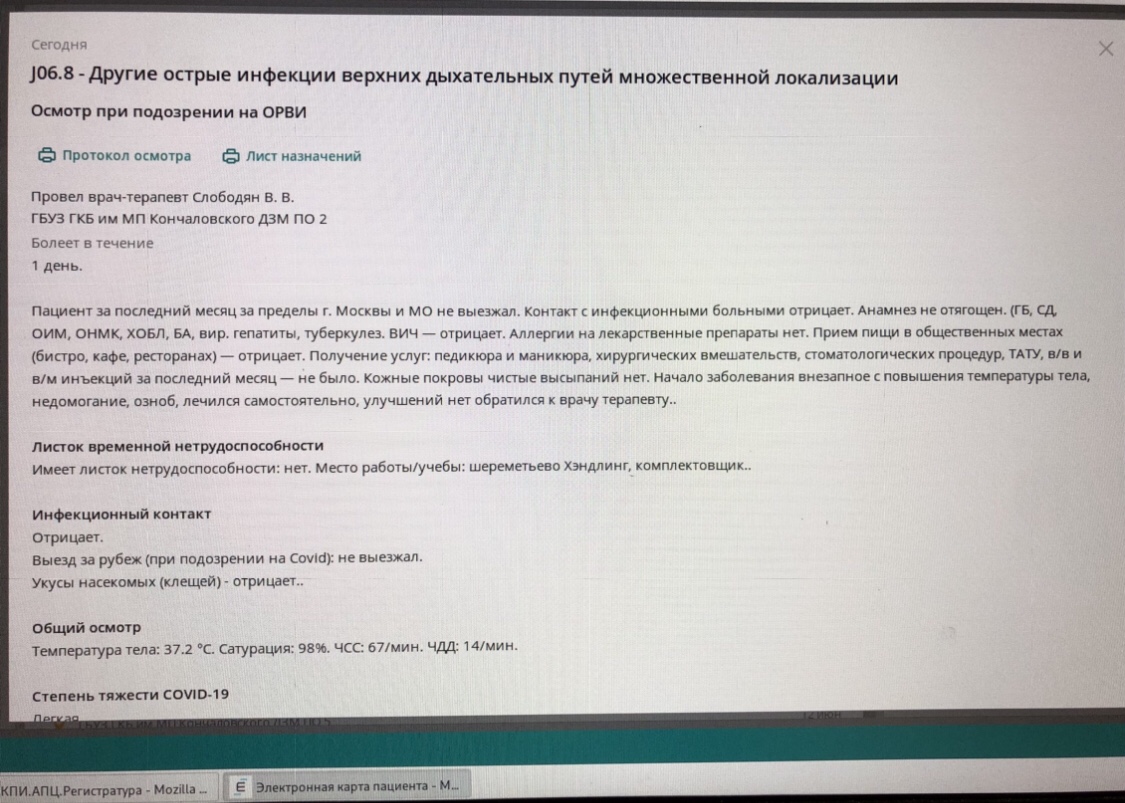 Сегодня
J06.8 - Другие острые инфекции верхних дыхательных путей множественной локализации
Осмотр при подозрении на ОРВИ
Протокол осмотра Лист назначений
Провел врач-терапевт Слободян В. В.
ГБУЗ ГКБ им МП Кончаловского ДЗМ ПО 2
Болеет в течение
1 день.
Пациент за последний месяц за пределы г. Москвы и МО не выезжал. Контакт с инфекционными больными отрицает. Анамнез не отягощен. (ГБ, СД,
ОИМ, ОНМК, ХОБЛ, БА, вир. гепатиты, туберкулез. ВИЧ — отрицает. Аллергии на лекарственные препараты нет. Прием пищи в общественных местах
(бистро, кафе, ресторанах) — отрицает. Получение услуг: педикюра и маникюра, хирургических вмешательств, стоматологических процедур, ТАТУ, в/в и
в/м инъекций за последний месяц — не было. Кожные покровы чистые высыпаний нет. Начало заболевания внезапное с повышения температуры тела,
недомогание, озноб, лечился самостоятельно, улучшений нет обратился к врачу терапевту..
Листок временной нетрудоспособности
Имеет листок нетрудоспособности: нет. Место работы/учебы: шереметьево Хэндлинг, комплектовщик..
Инфекционный контакт
Отрицает.
Выезд за рубеж (при подозрении на Covid): не выезжал.
Укусы насекомых (клещей) - отрицает..
Общий осмотр
Температура тела: 37.2 °C. Сатурация: 98%. ЧСС: 67/мин. ЧДД: 14/мин.
Степень тяжести COVID-19
Легкая
12 июн
КПИ.АПЦ.Регистратура - Mozilla ...
Электронная карта пациента - М...